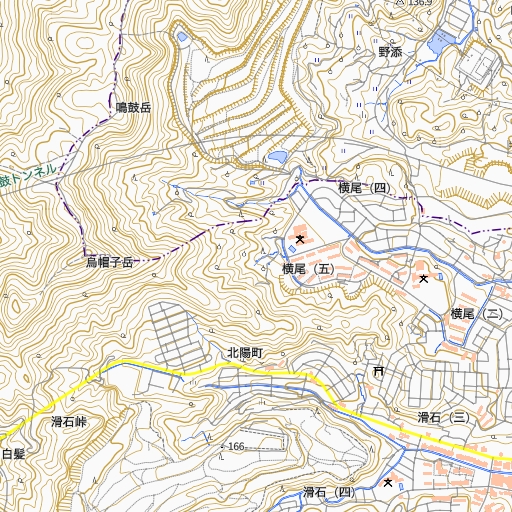 136.9
野添
鳴鼓岳
鼓トンネル
横尾（四）
烏帽子岳
横尾（五）
横尾（二）
北陽町
滑石（三）
滑石峠
166
白髪
滑石（四）